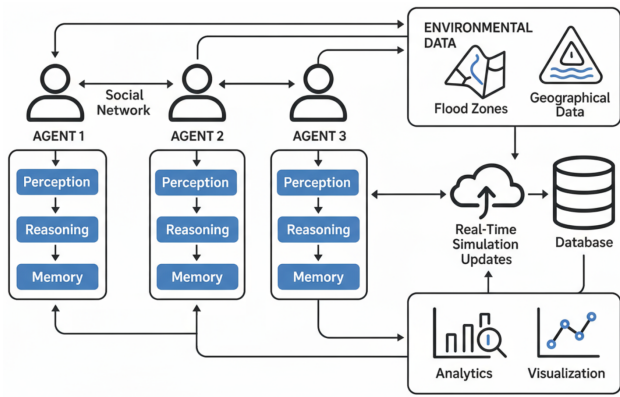 ENVIRONMENTAL
DATA
Flood Zones
Geographical
Data
Social
Network
AGENT 1
AGENT 2
AGENT 3
Perception
Reasoning
Memory
Perception
Reasoning
Memory
Perception
Reasoning
Memory
Real-Time
Simulation
Updates
Database
Analytics
Visualization